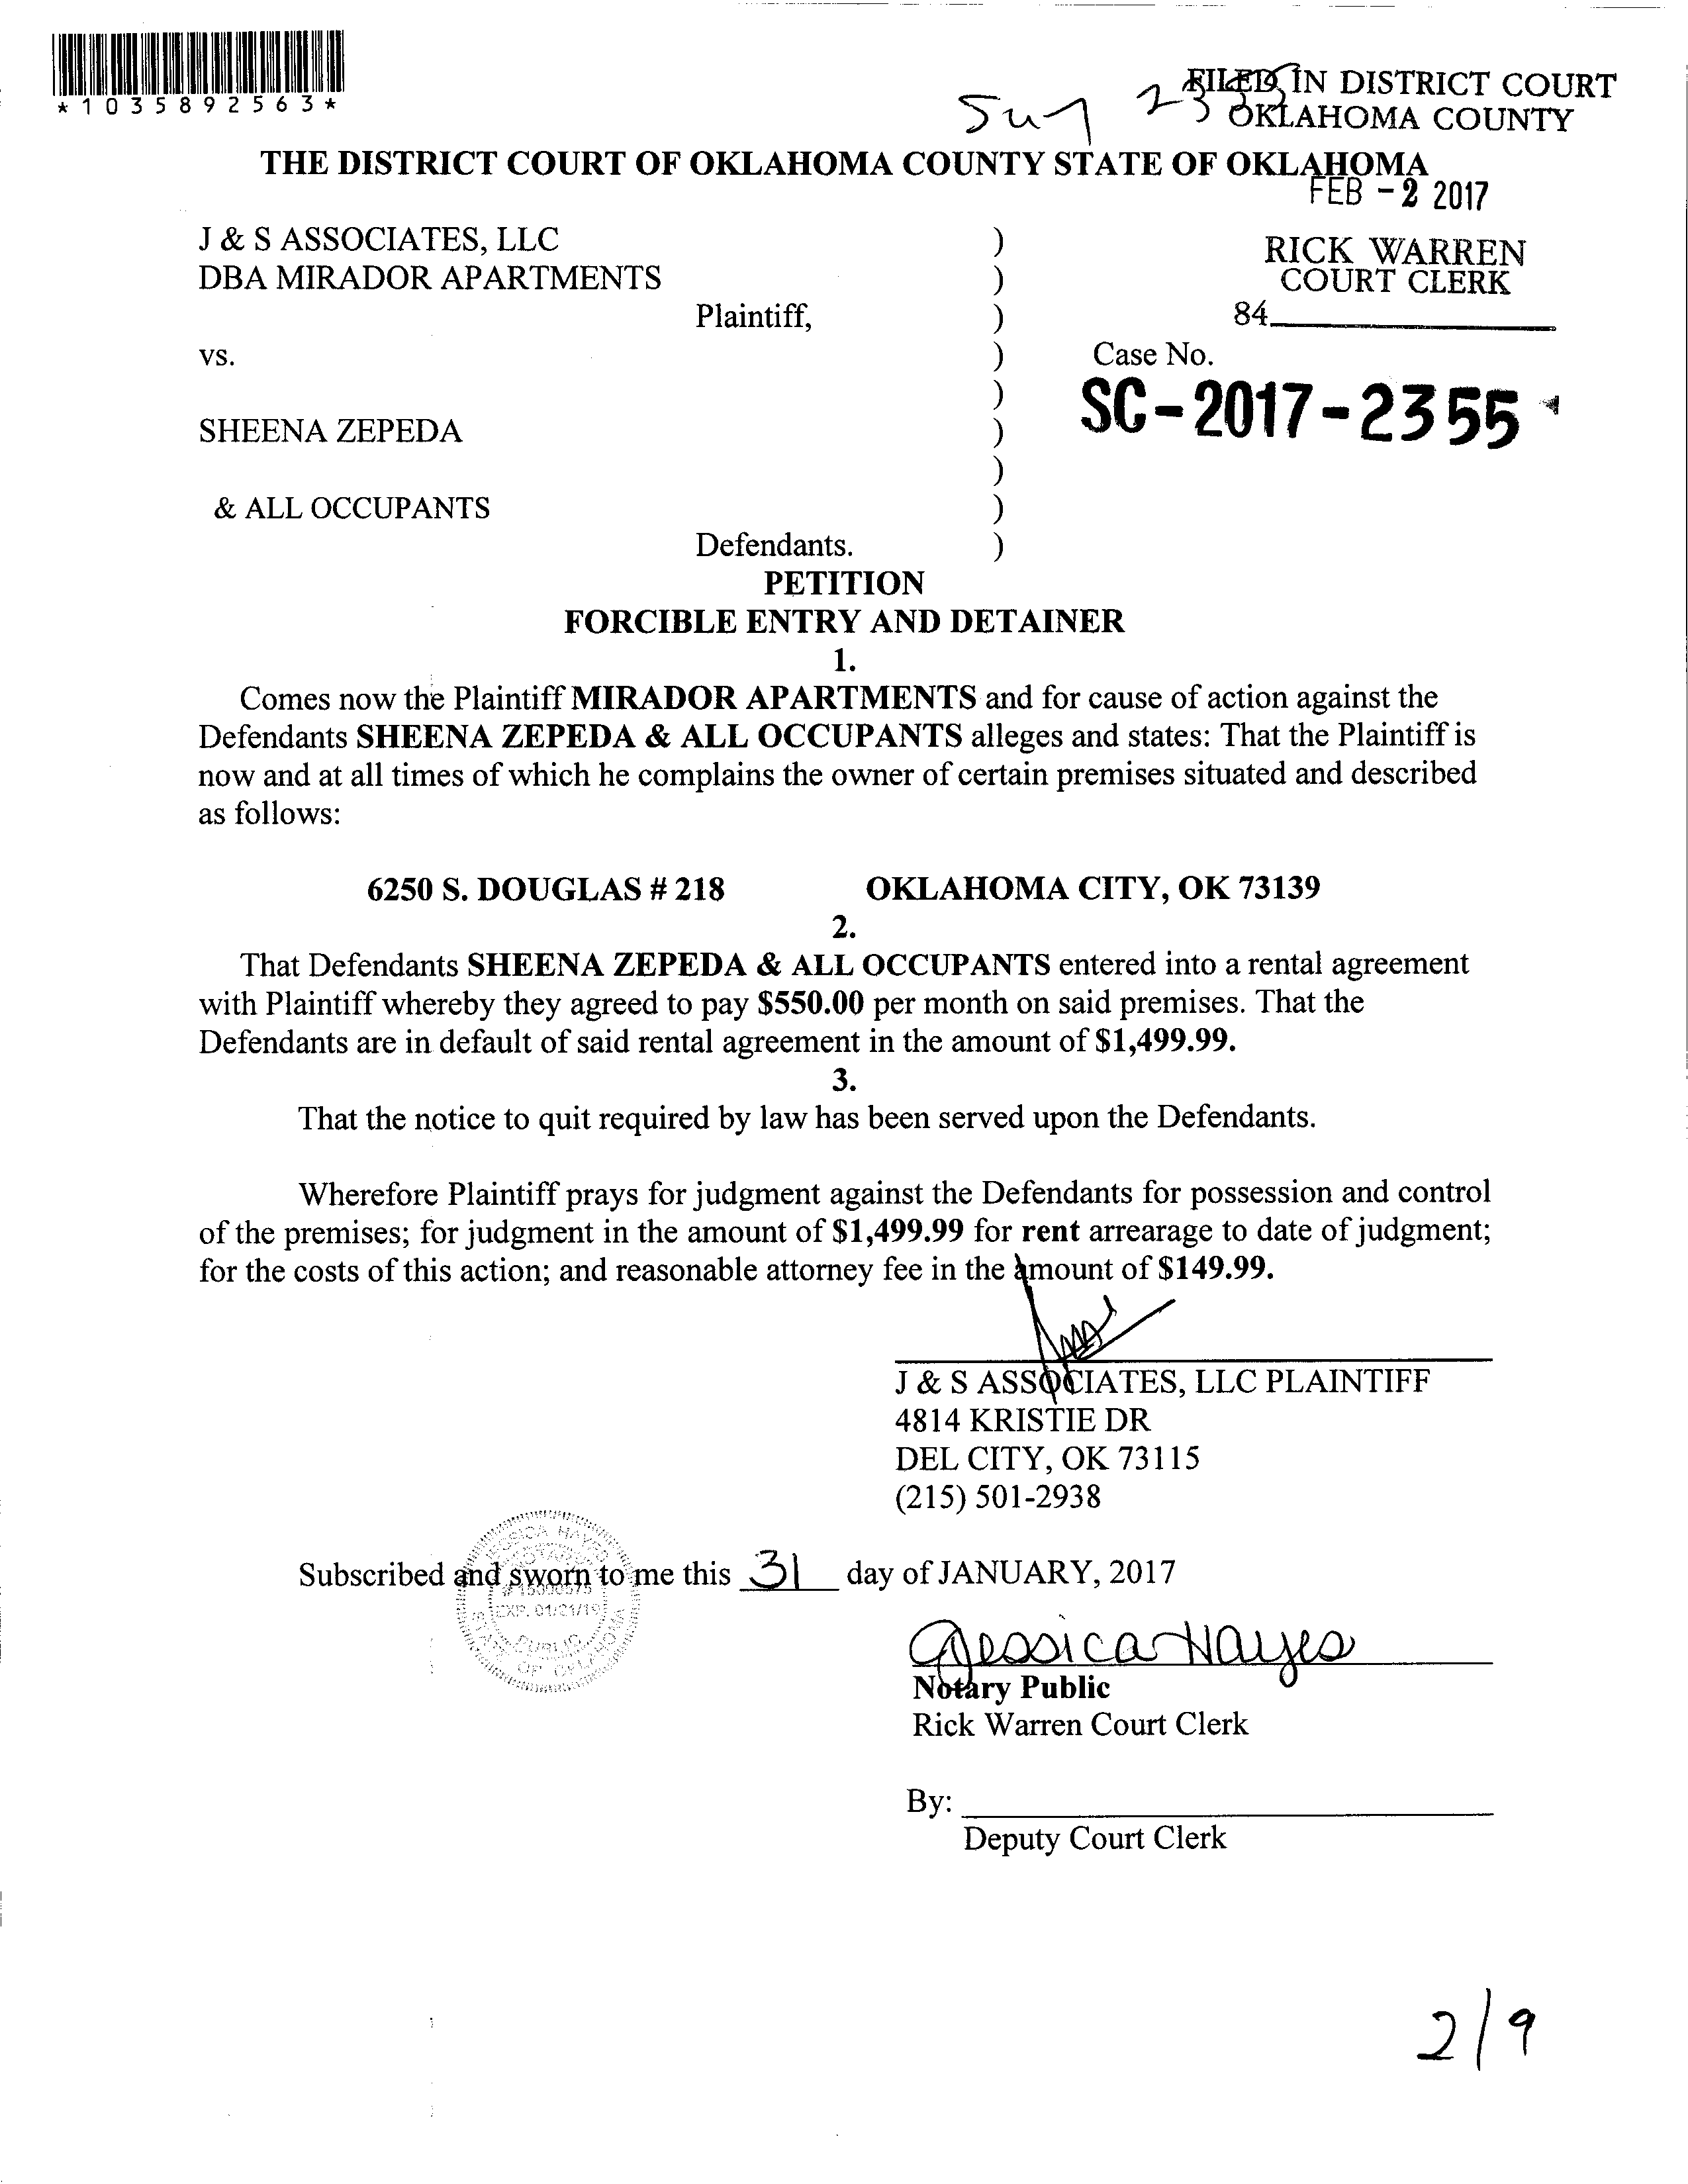 *1035892563*
FILED IN DISTRICT COURT
OKLAHOMA COUNTY
THE DISTRICT COURT OF OKLAHOMA COUNTY STATE OF OKLAHOMA
FEB - 2 2017
J & S ASSOCIATES, LLC )
DBA MIRADOR APARTMENTS )
RICK WARREN
COURT CLERK
Plaintiff, ) 84
vs. ) Case No.
)
SC-2017-2355
SHEENA ZEPEDA )
)
& ALL OCCUPANTS )
Defendants. )
PETITION
FORCIBLE ENTRY AND DETAINER
1.
Comes now the Plaintiff MIRADOR APARTMENTS and for cause of action against the
Defendants SHEENA ZEPEDA & ALL OCCUPANTS alleges and states: That the Plaintiff is
now and at all times of which he complains the owner of certain premises situated and described
as follows:
6250 S. DOUGLAS # 218 OKLAHOMA CITY, OK 73139
2.
That Defendants SHEENA ZEPEDA & ALL OCCUPANTS entered into a rental agreement
with Plaintiff whereby they agreed to pay $550.00 per month on said premises. That the
Defendants are in default of said rental agreement in the amount of $1,499.99.
3.
That the notice to quit required by law has been served upon the Defendants.
Wherefore Plaintiff prays for judgment against the Defendants for possession and control
of the premises; for judgment in the amount of $1,499.99 for rent arrearage to date of judgment;
for the costs of this action; and reasonable attorney fee in the amount of $149.99.
J & S ASSOCIATES, LLC PLAINTIFF
4814 KRISTIE DR
DEL CITY, OK 73115
(215) 501-2938
Subscribed and sworn to me this 31 day of JANUARY, 2017
EXP. 01/21/19
PUBLIC
STATE OF OKLAHOMA
Jessica Hayes
Notary Public
Rick Warren Court Clerk
By:
Deputy Court Clerk
2/9